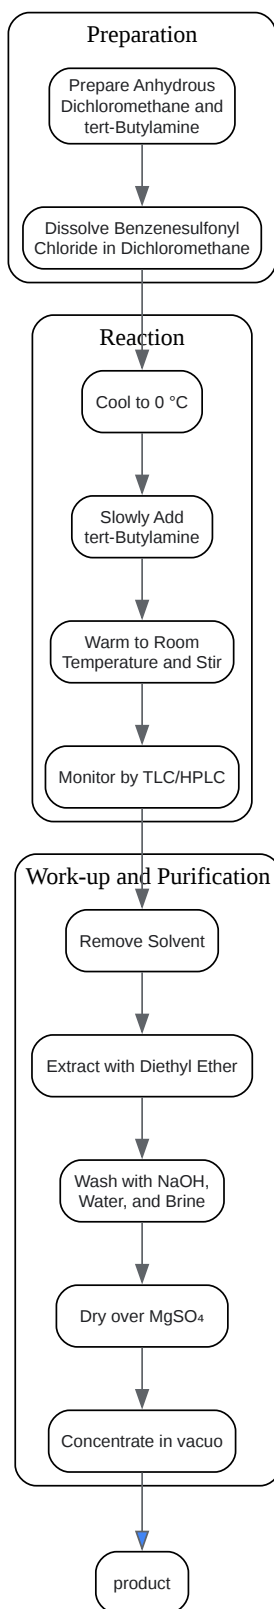 Preparation
Prepare Anhydrous
Dichloromethane and
tert-Butylamine
Dissolve Benzenesulfonyl
Chloride in Dichloromethane
Reaction
Cool to 0 °C
Slowly Add
tert-Butylamine
Warm to Room
Temperature and Stir
Monitor by TLC/HPLC
Work-up and Purification
Remove Solvent
Extract with Diethyl Ether
Wash with NaOH,
Water, and Brine
Dry over MgSO₄
Concentrate in vacuo
product